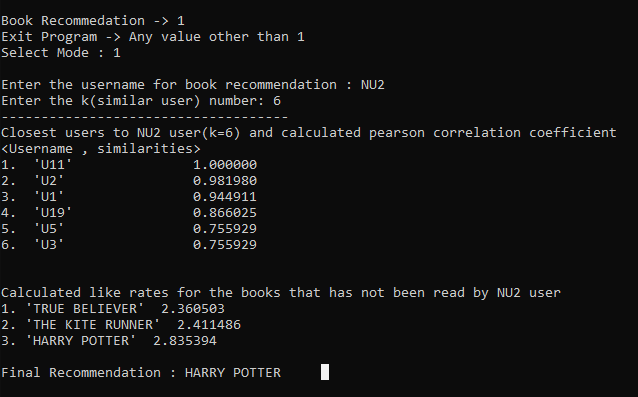 Book Recommedation -> 1
Exit Program -> Any value other than 1
Select Mode : 1
Enter the username for book recommendation : NU2
Enter the k(similar user) number: 6
------------------------------------
Closest users to NU2 user(k=6) and calculated pearson correlation coefficient
<Username , similarities>
1. 'U11' 1.000000
2. 'U2' 0.981980
3. 'U1' 0.944911
4. 'U19' 0.866025
5. 'U5' 0.755929
6. 'U3' 0.755929
Calculated like rates for the books that has not been read by NU2 user
1. 'TRUE BELIEVER' 2.360503
2. 'THE KITE RUNNER' 2.411486
3. 'HARRY POTTER' 2.835394
Final Recommendation : HARRY POTTER